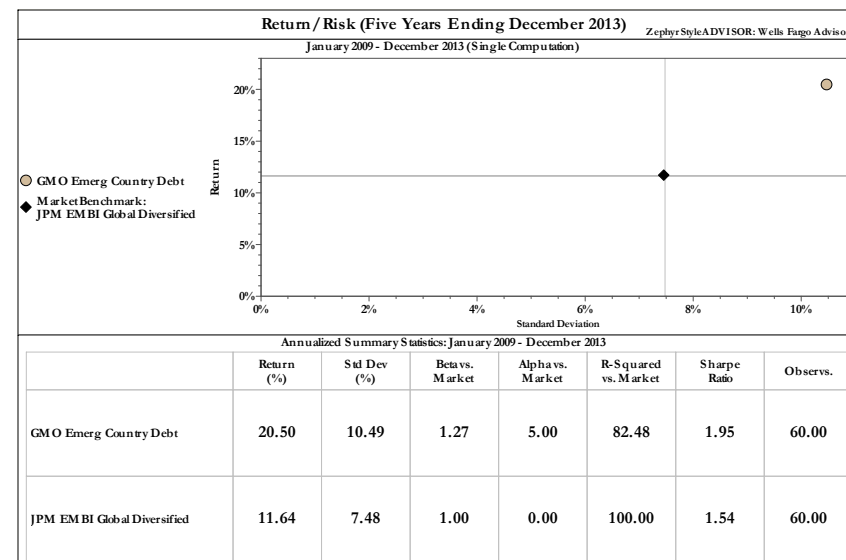 Return/Risk (Five Years Ending December 2013)
ZephyrStyleADVISOR: Wells Fargo Adviso
January 2009 - December 2013 (Single Computation)
20%
15%
10%
5%
0%
Return
GMO Emerg Country Debt
Market Benchmark:
JPM EMBI Global Diversified
0% 2% 4% 6% 8% 10%
Standard Deviation
Annualized Summary Statistics: January 2009 - December 2013
Return (%) Std Dev (%) Beta vs. Market Alpha vs. Market R-Squared vs. Market Sharpe Ratio Observs.
GMO Emerg Country Debt 20.50 10.49 1.27 5.00 82.48 1.95 60.00
JPM EMBI Global Diversified 11.64 7.48 1.00 0.00 100.00 1.54 60.00